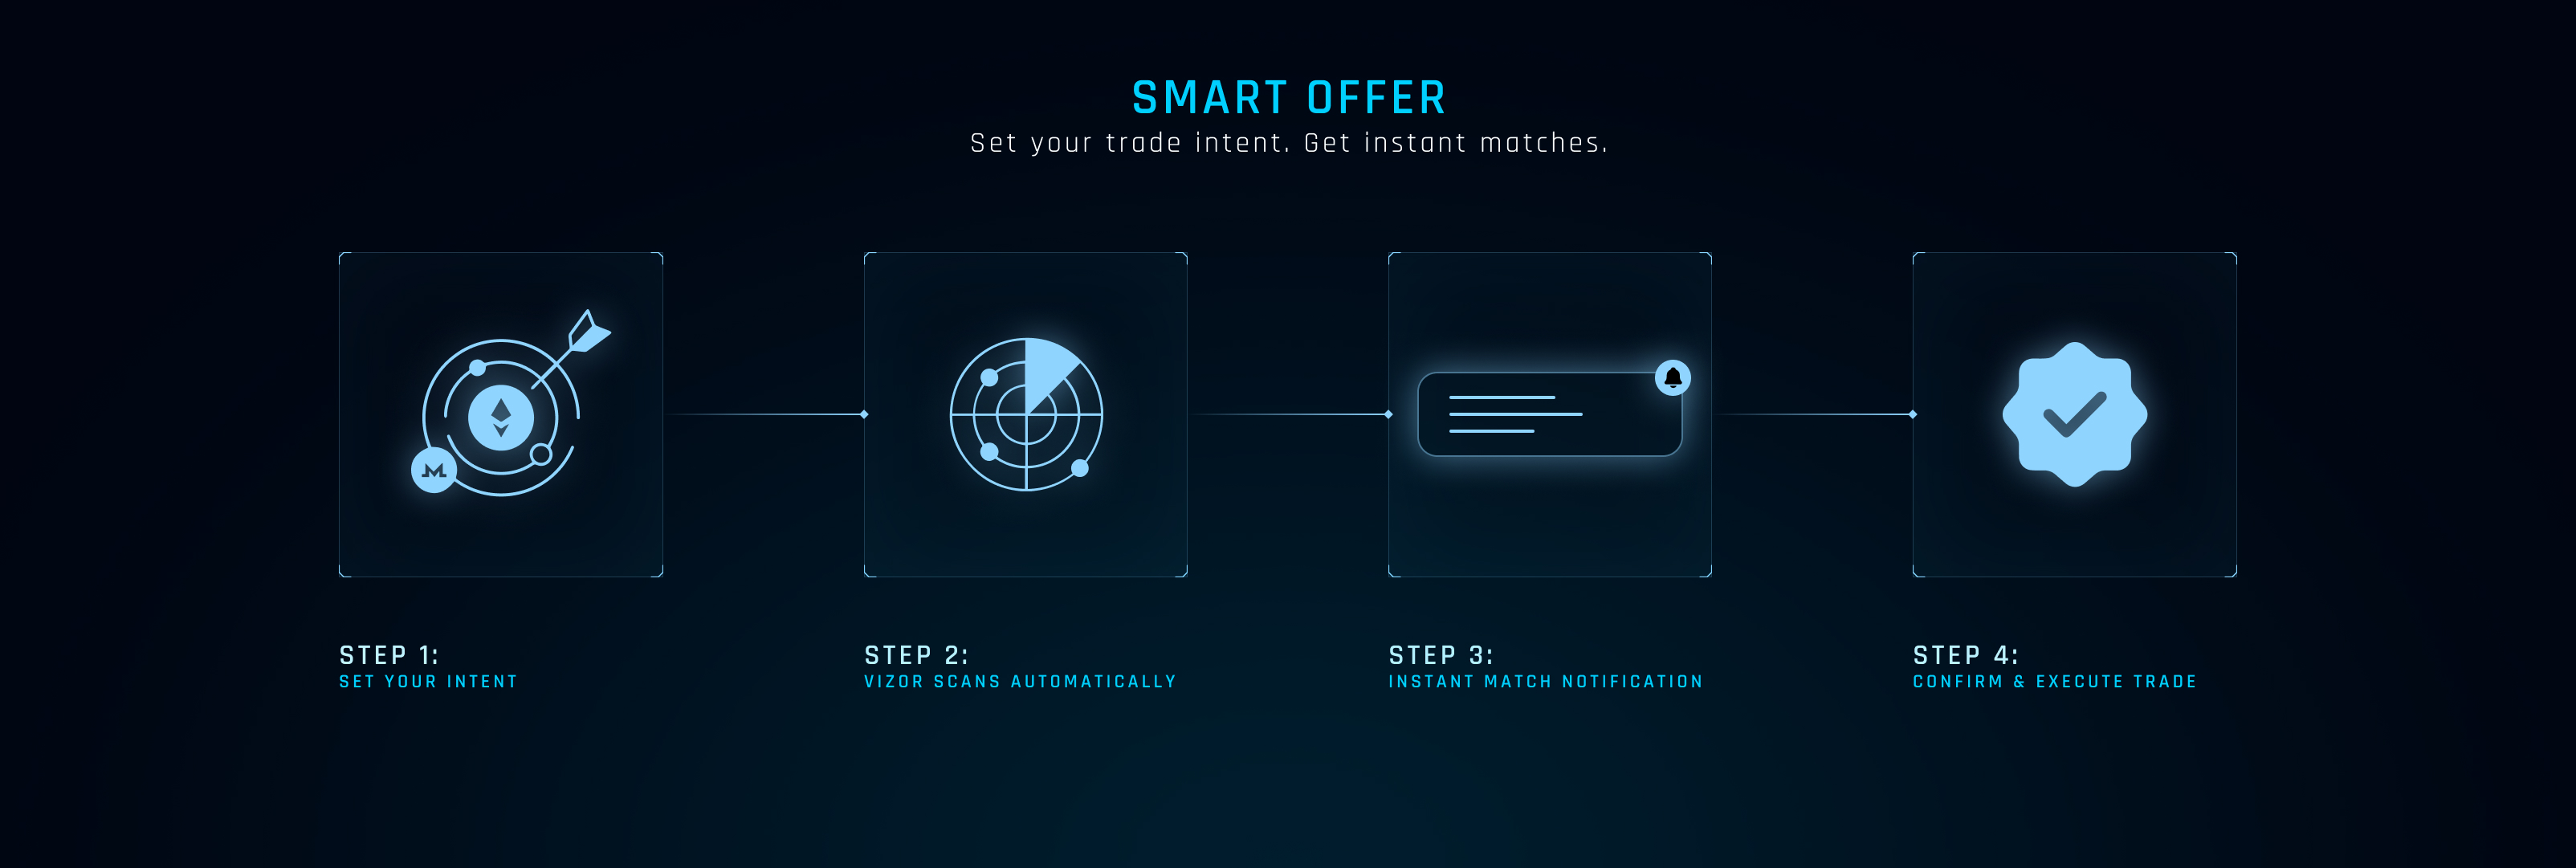 SMART OFFER
Set your trade intent. Get instant matches.
STEP 1:
SET YOUR INTENT
STEP 2:
VIZOR SCANS AUTOMATICALLY
STEP 3:
INSTANT MATCH NOTIFICATION
STEP 4:
CONFIRM & EXECUTE TRADE